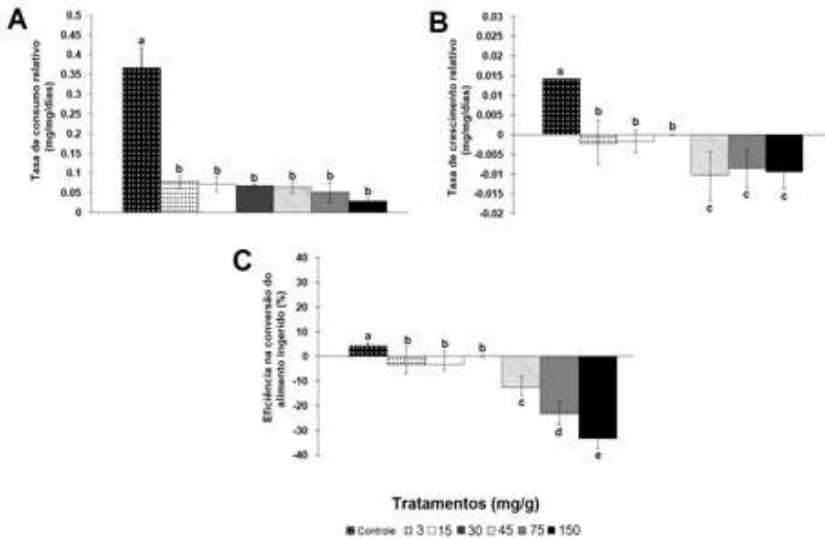 A
Taxa de consumo relativo
(mg/mg/dias)
0.5
0.45
0.4
0.35
0.3
0.25
0.2
0.15
0.1
0.05
0
a
b
b
b
b
b
b
B
Taxa de crescimento relativo
(mg/mg/dias)
0.03
0.025
0.02
0.015
0.01
0.005
0
-0.005
-0.01
-0.015
-0.02
a
b
b
b
c
c
c
C
Eficiência na conversão do
alimento ingerido (%)
40
30
20
10
0
-10
-20
-30
-40
a
b
b
b
c
d
e
Tratamentos (mg/g)
Controle 3 15 30 45 75 150